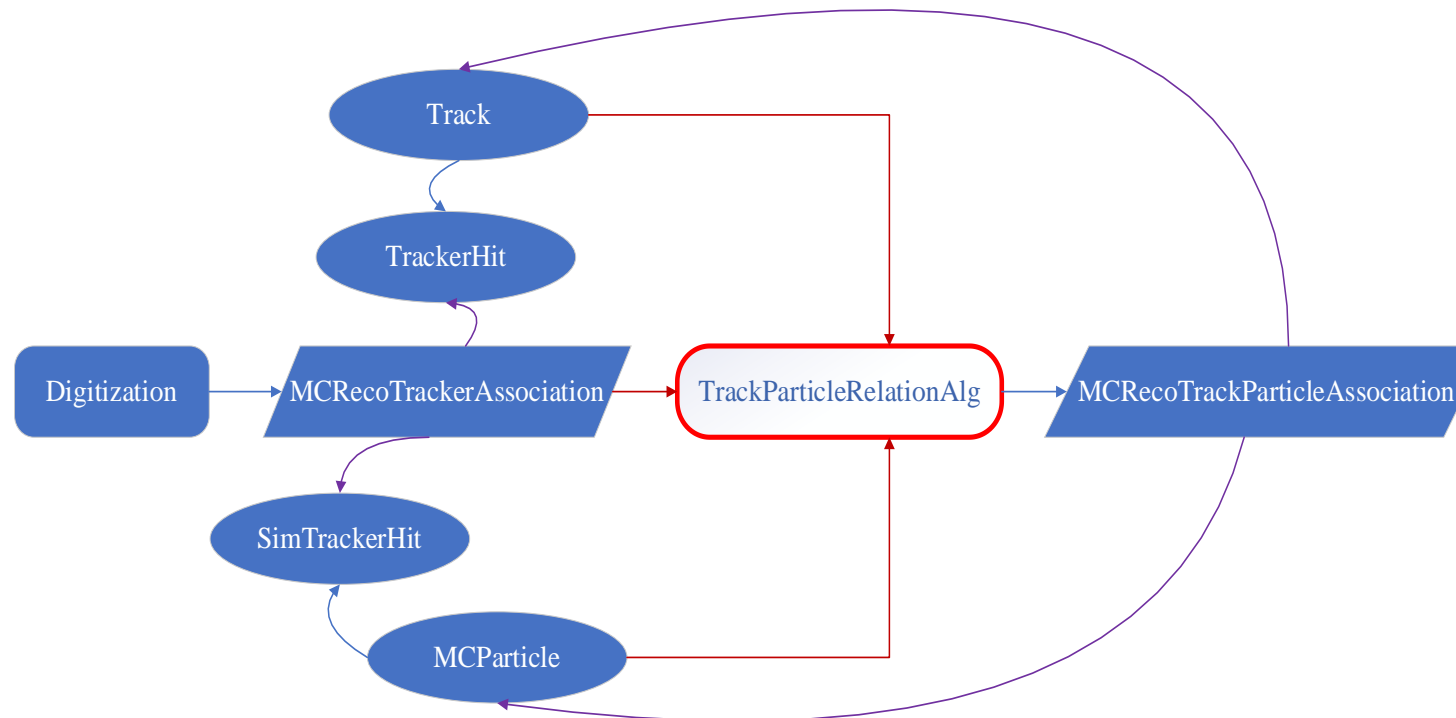 Track
TrackerHit
Digitization
MCRecoTrackerAssociation
TrackParticleRelationAlg
MCRecoTrackParticleAssociation
SimTrackerHit
MCParticle